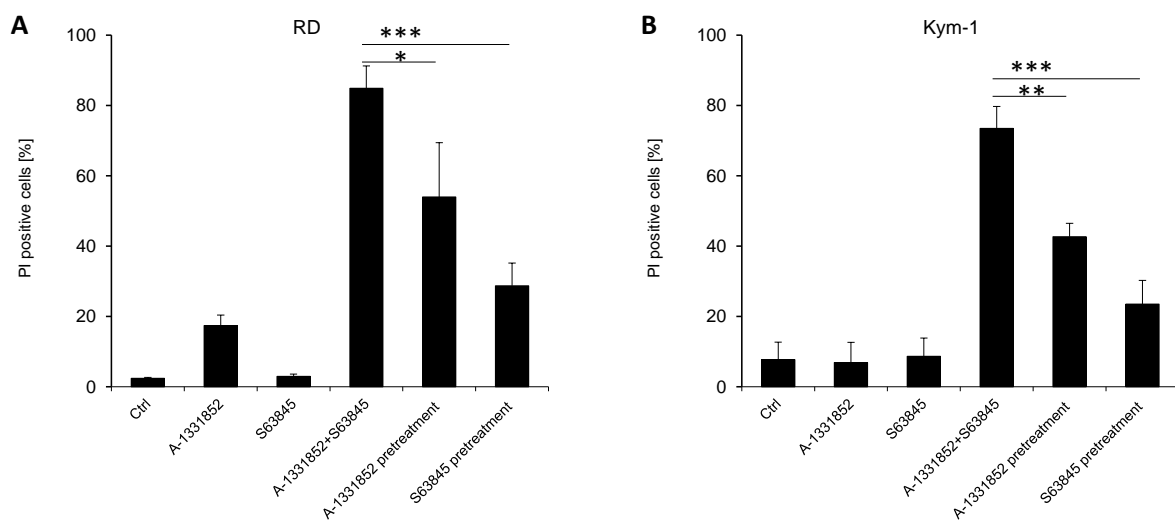 A
RD
PI positive cells [%]
100
80
60
40
20
0
***
*
Ctrl
A-1331852
S63845
A-1331852+S63845
A-1331852 pretreatment
S63845 pretreatment
B
Kym-1
PI positive cells [%]
100
80
60
40
20
0
***
**
Ctrl
A-1331852
S63845
A-1331852+S63845
A-1331852 pretreatment
S63845 pretreatment